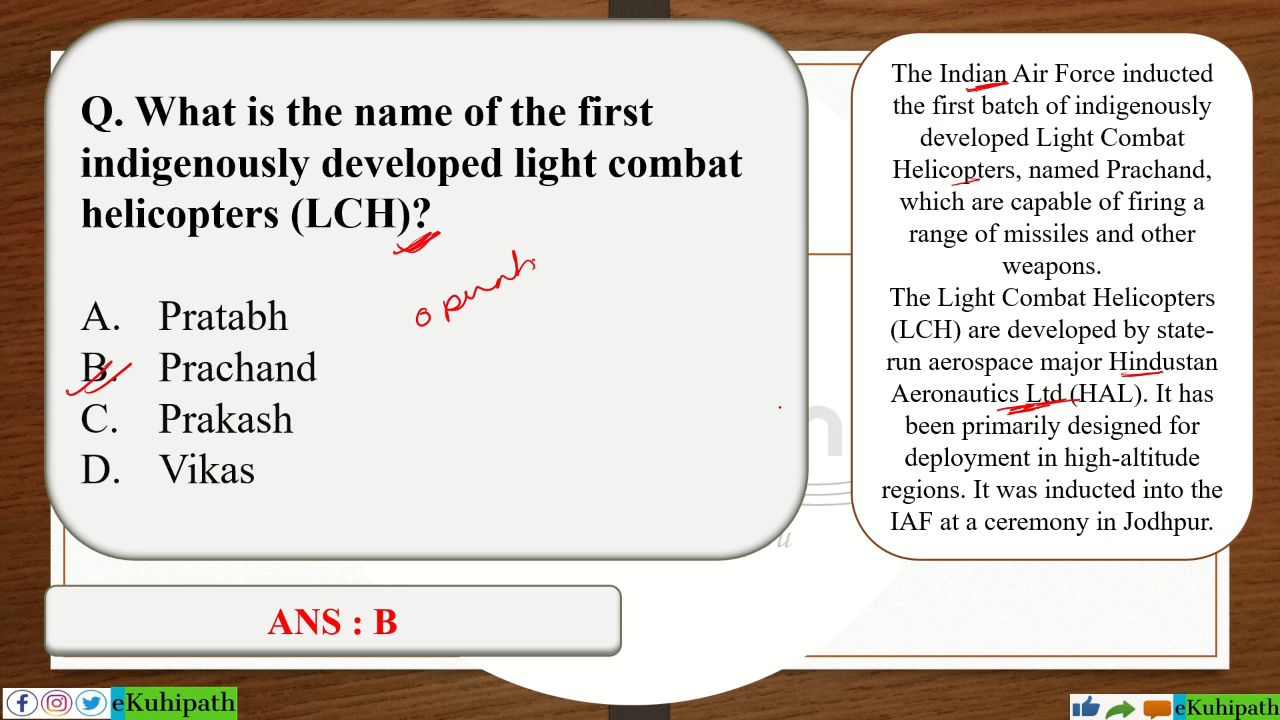 Q. What is the name of the first
indigenously developed light combat
helicopters (LCH)?
A. Pratabh
B. Prachand
C. Prakash
D. Vikas
ANS : B
The Indian Air Force inducted
the first batch of indigenously
developed Light Combat
Helicopters, named Prachand,
which are capable of firing a
range of missiles and other
weapons.
The Light Combat Helicopters
(LCH) are developed by state-
run aerospace major Hindustan
Aeronautics Ltd (HAL). It has
been primarily designed for
deployment in high-altitude
regions. It was inducted into the
IAF at a ceremony in Jodhpur.
eKuhipath
eKuhipath